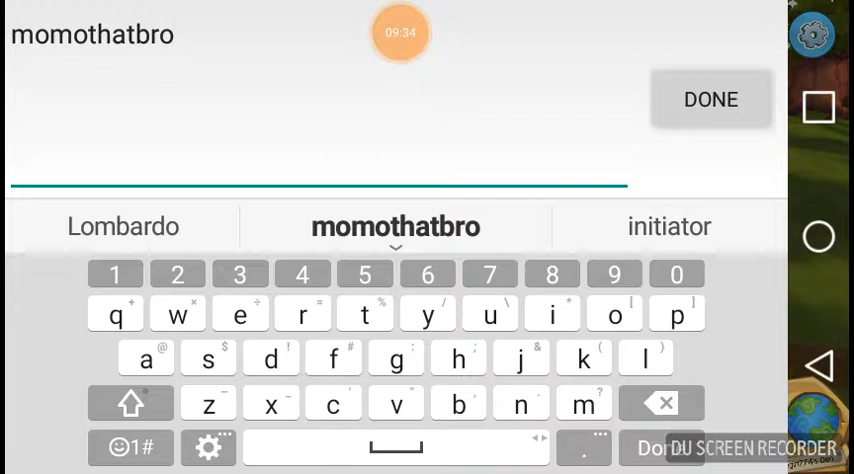 momothatbro
09:34
DONE
Lombardo momothatbro initiator
1 2 3 4 5 6 7 8 9 0
q + w × e ÷ r = t % y / u \ i * o [ p ]
a @ s $ d ! f # g : h ; j & k ( l )
z x - c ' v " b n , m ?
1# . Done
DU SCREEN RECORDER